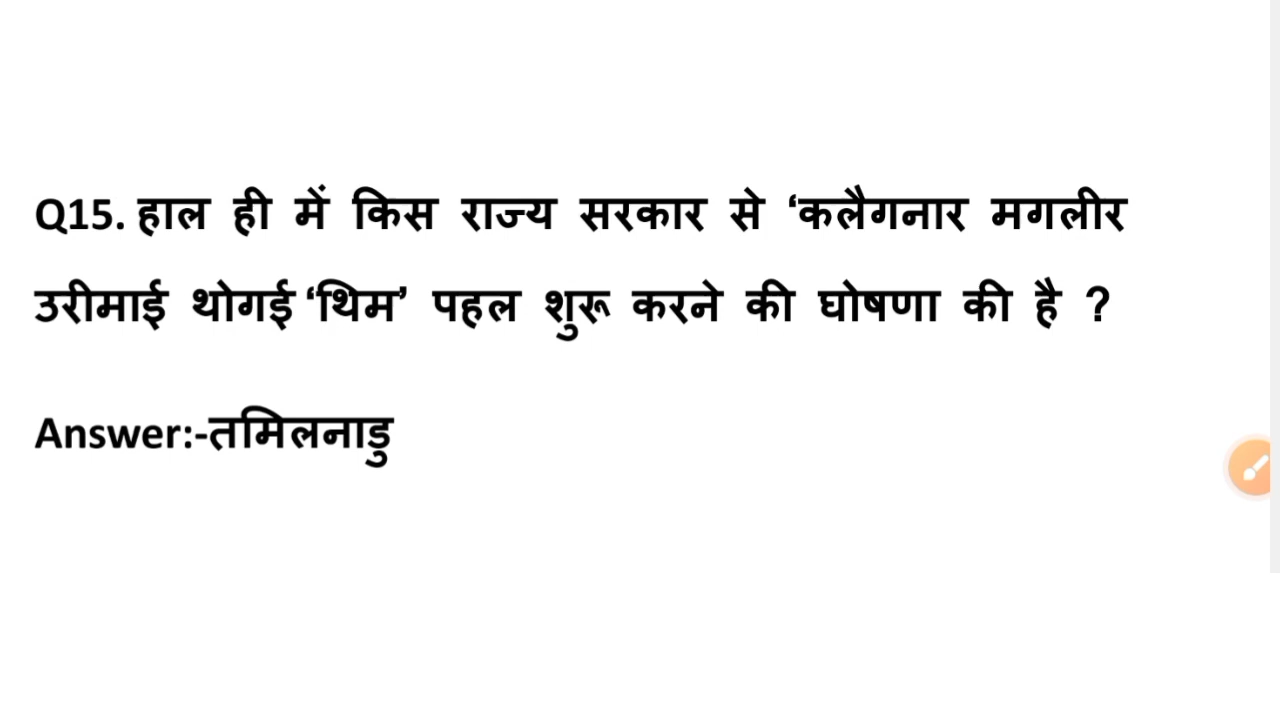 Q15. हाल ही में किस राज्य सरकार से ‘कलैगनार मगलीर
उरीमाई थोगई ‘थिम’ पहल शुरू करने की घोषणा की है ?
Answer:-तमिलनाडु